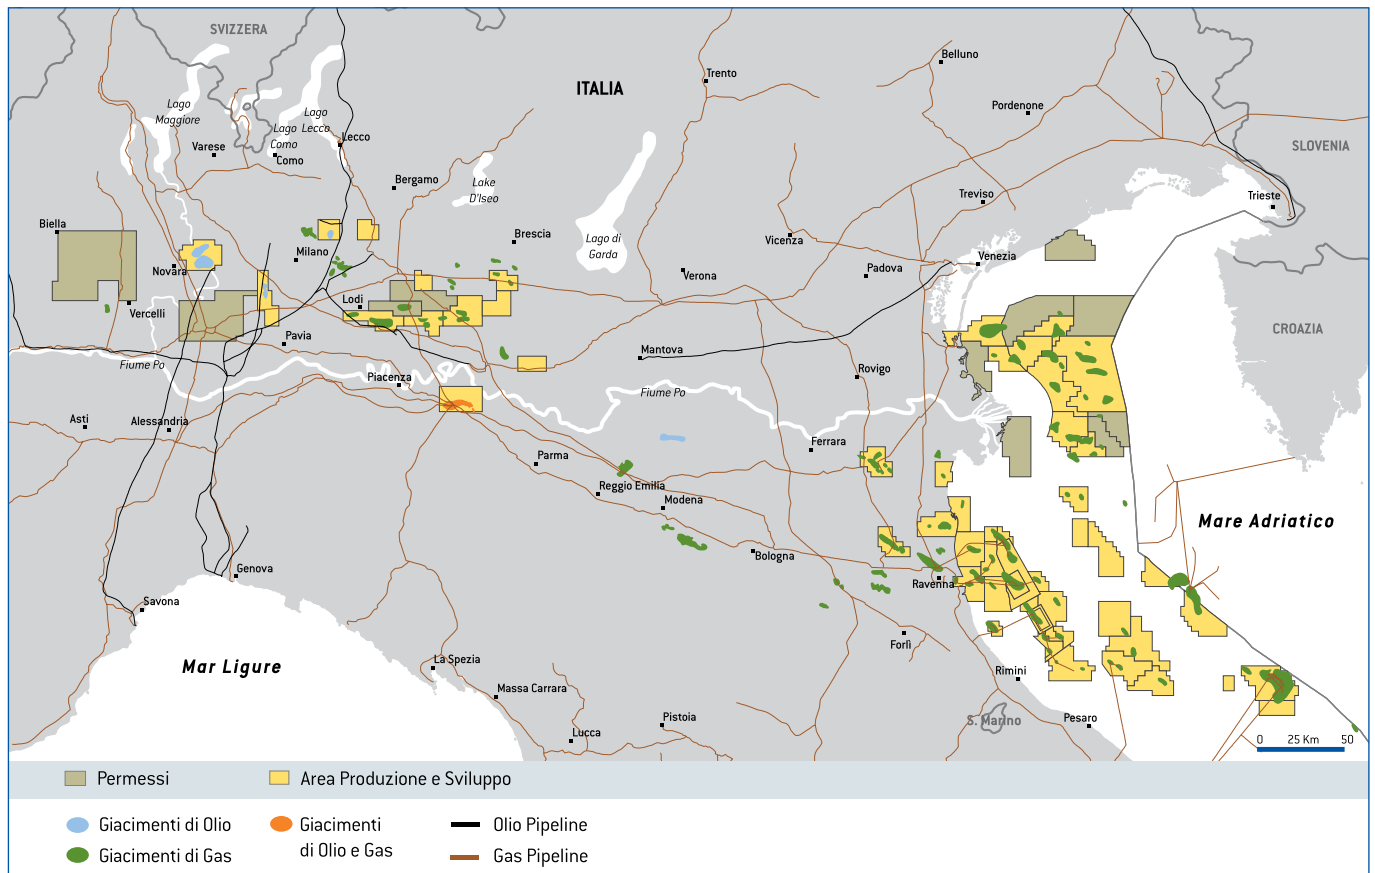 SVIZZERA
Belluno
Trento
ITALIA
Lago
Maggiore
Pordenone
Lago
Lecco
Lago
Como
Lecco
Varese
Como
SLOVENIA
Bergamo
Lake
D'Iseo
Treviso
Trieste
Biella
Brescia
Lago di
Garda
Vicenza
Milano
Venezia
Novara
Verona
Padova
Lodi
Vercelli
CROAZIA
Pavia
Fiume Po
Mantova
Piacenza
Rovigo
Fiume Po
Asti
Alessandria
Ferrara
Parma
Reggio Emilia
Modena
Mare Adriatico
Bologna
Genova
Ravenna
Savona
Forlì
Mar Ligure
La Spezia
Rimini
Massa Carrara
Pistoia
S. Marino
Pesaro
Lucca
0 25 Km 50
Permessi
Area Produzione e Sviluppo
Giacimenti di Olio
Giacimenti
di Olio e Gas
Olio Pipeline
Giacimenti di Gas
Gas Pipeline